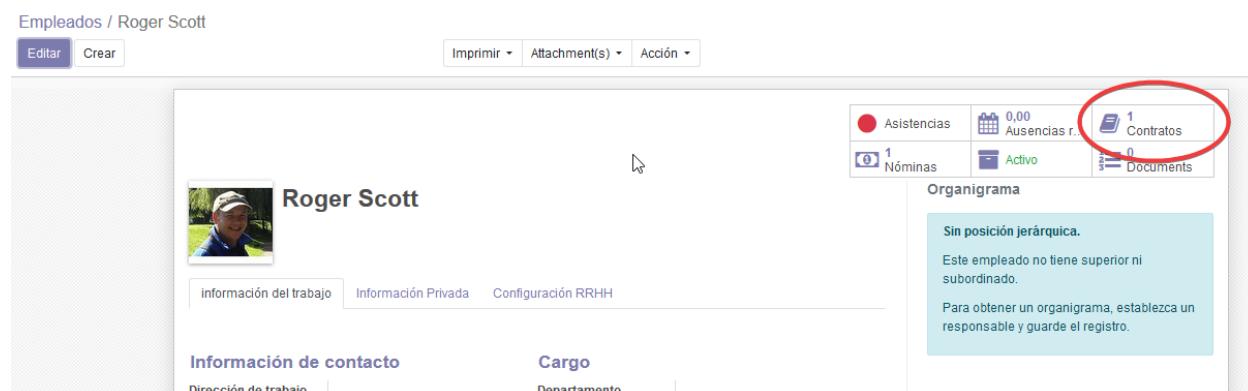 Empleados / Roger Scott
Editar Crear Imprimir Attachment(s) Acción
Asistencias 0,00 Ausencias r... 1 Contratos
1 Nóminas Activo 0 Documents
Roger Scott
Organigrama
Sin posición jerárquica.
Este empleado no tiene superior ni
subordinado.
Para obtener un organigrama, establezca un
responsable y guarde el registro.
información del trabajo Información Privada Configuración RRHH
Información de contacto Cargo
Dirección de trabajo Departamento